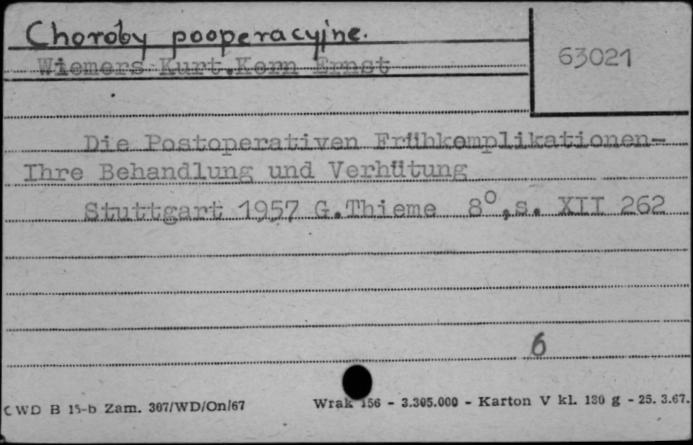 Choroby pooperacyjne.
63021
Wiemers Kurt.Kern Ernst
Die Postoperativen Frühkomplikationen-
Ihre Behandlung und Verhütung
Stuttgart 1957 G.Thieme 8⁰,s. XII 262
6
CWD B 15-b Zam. 307/WD/On/67 Wrak 156 - 3.305.000 - Karton V kl. 180 g - 25. 3.67.